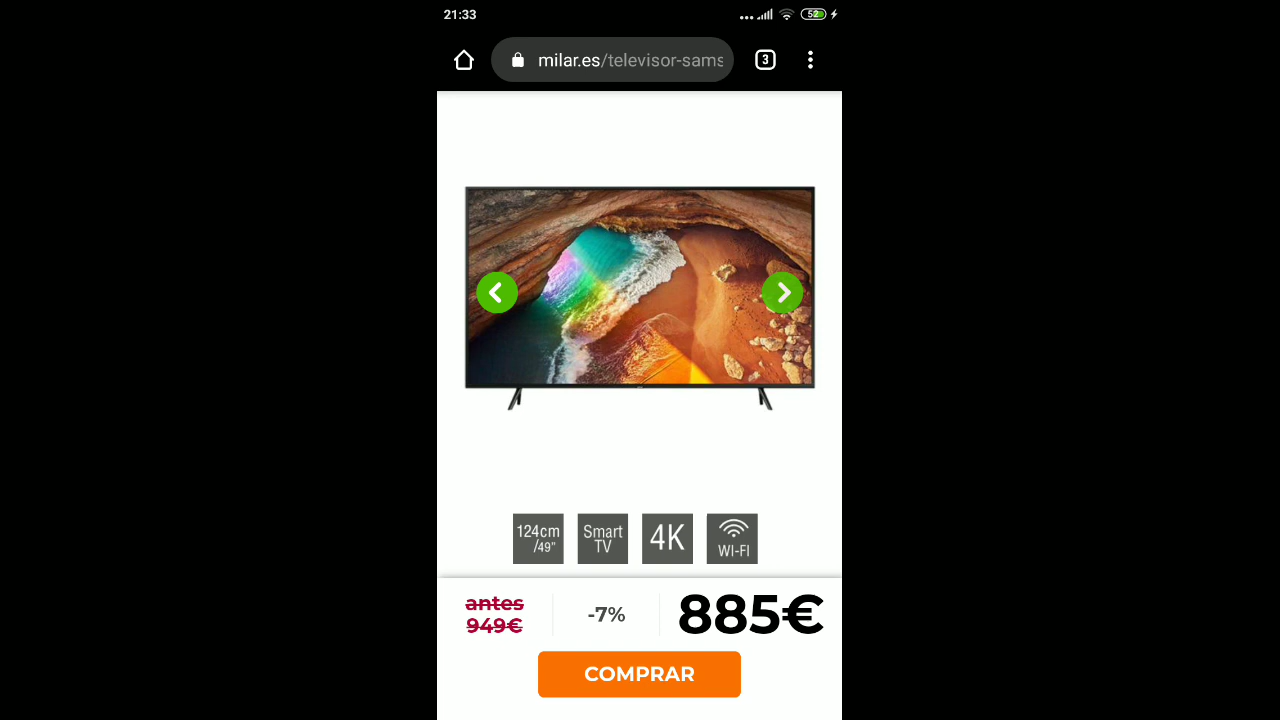 21:33
52
milar.es/televisor-sams
3
124cm
/49"
Smart
TV
4K
WI-FI
antes
949€
-7%
885€
COMPRAR